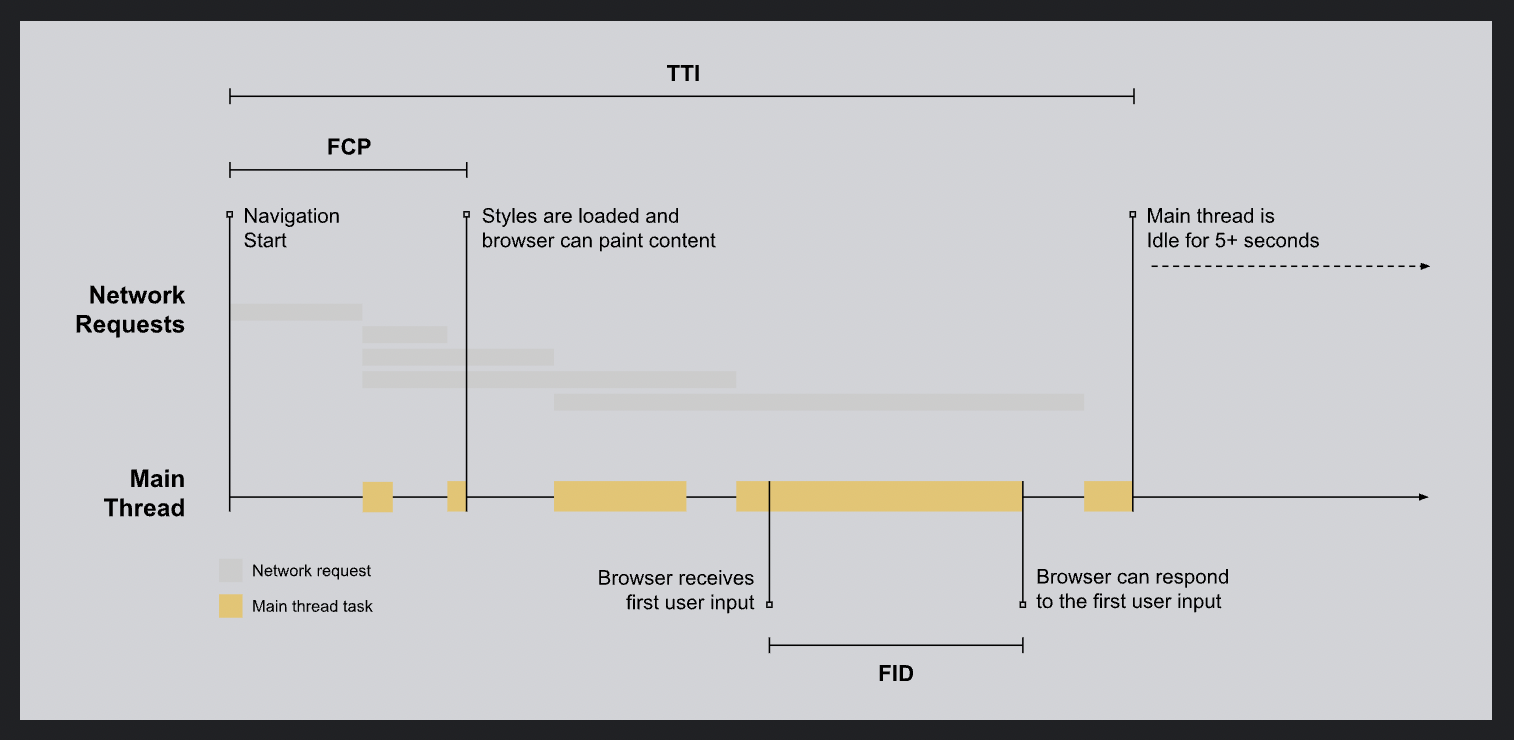 TTI
FCP
Navigation
Start
Styles are loaded and
browser can paint content
Main thread is
Idle for 5+ seconds
Network
Requests
Main
Thread
Network request
Main thread task
Browser receives
first user input
Browser can respond
to the first user input
FID